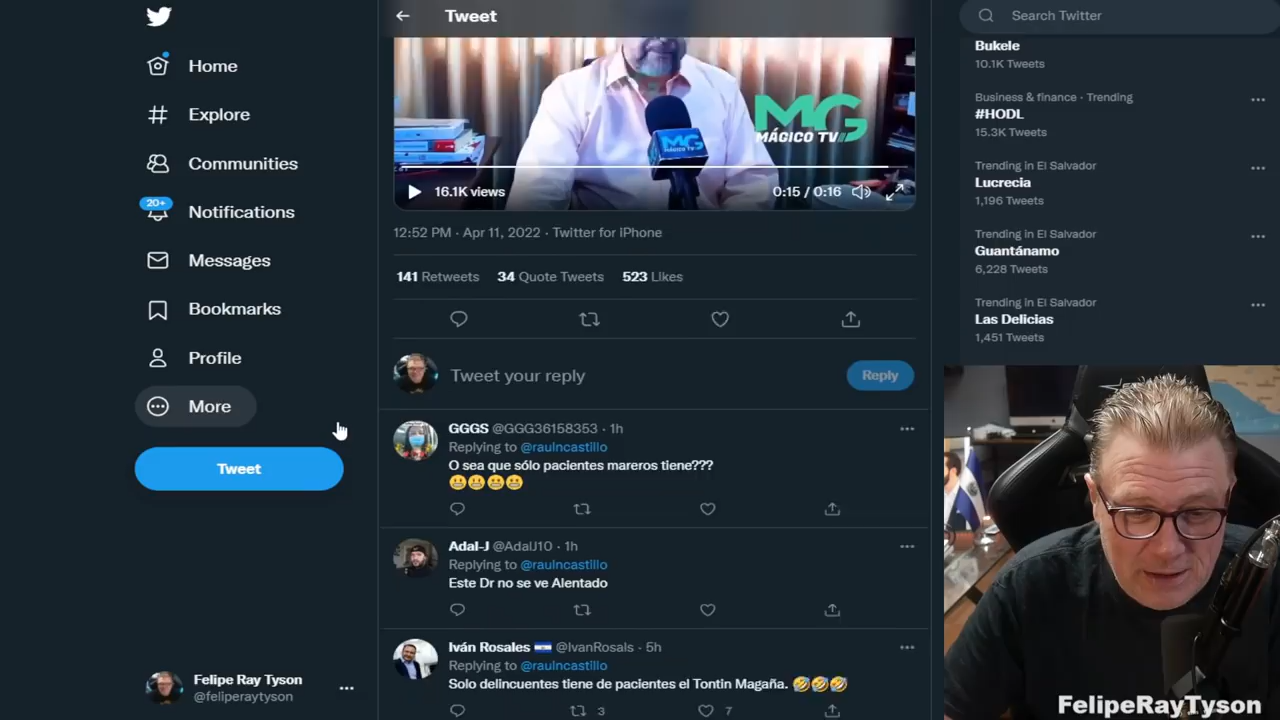 Tweet
Search Twitter
Home
Explore
Communities
20+
Notifications
Messages
Bookmarks
Profile
More
Tweet
Felipe Ray Tyson
@feliperaytyson
MG
MÁGICO TV
MG
MÁGICO TV
16.1K views
0:15 / 0:16
12:52 PM · Apr 11, 2022 · Twitter for iPhone
141 Retweets 34 Quote Tweets 523 Likes
Tweet your reply
Reply
GGGS @GGG36158353 · 1h
Replying to @raulncastillo
O sea que sólo pacientes mareros tiene???
😬😬😬😬
Adal-J @AdalJ10 · 1h
Replying to @raulncastillo
Este Dr no se ve Alentado
Iván Rosales 🇸🇻 @IvanRosals · 5h
Replying to @raulncastillo
Solo delincuentes tiene de pacientes el Tontin Magaña. 🤣🤣🤣
3
7
Bukele
10.1K Tweets
Business & finance · Trending
#HODL
15.3K Tweets
Trending in El Salvador
Lucrecia
1,196 Tweets
Trending in El Salvador
Guantánamo
6,228 Tweets
Trending in El Salvador
Las Delicias
1,451 Tweets
FelipeRayTyson